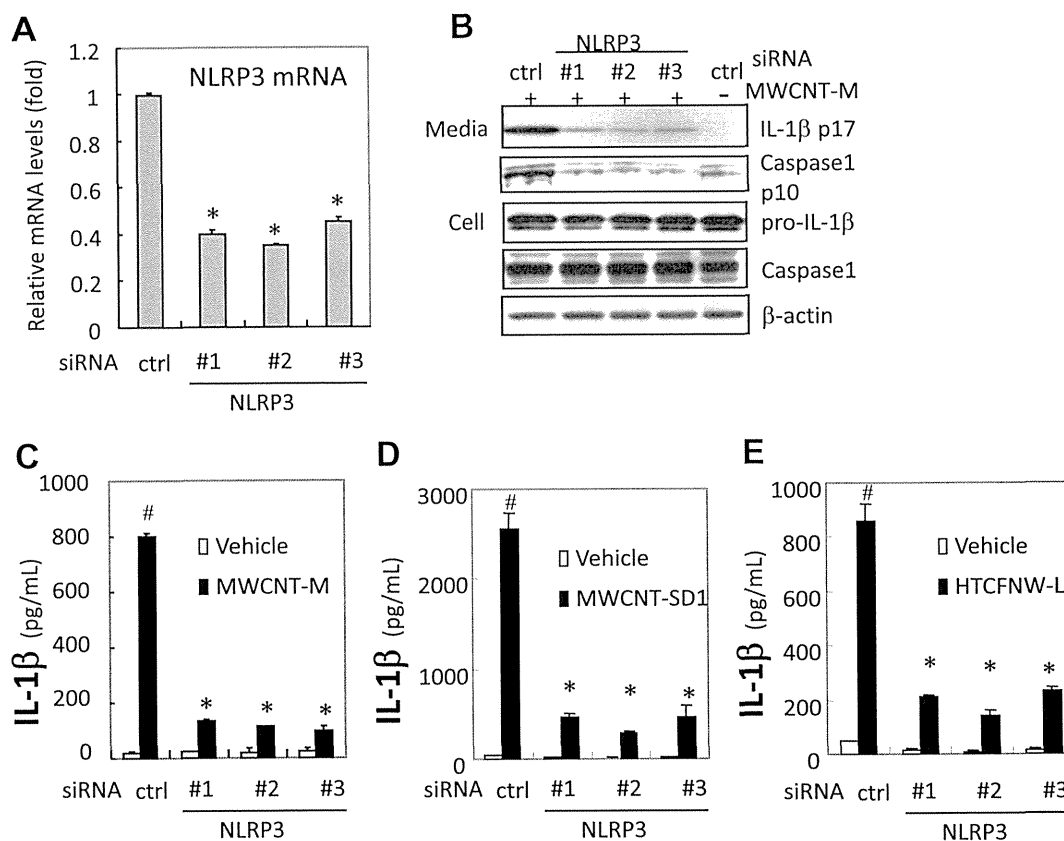 A
1.2
1
0.8
0.6
0.4
0.2
0
Relative mRNA levels (fold)
NLRP3 mRNA
*
*
*
siRNA ctrl #1 #2 #3
NLRP3
B
NLRP3
ctrl #1 #2 #3 ctrl siRNA
+ + + + - MWCNT-M
Media IL-1β p17
Caspase1
p10
Cell pro-IL-1β
Caspase1
β-actin
C
1000
800
600
400
200
0
IL-1β (pg/mL)
#
Vehicle
MWCNT-M
* * *
siRNA ctrl #1 #2 #3
NLRP3
D
3000
2000
1000
0
IL-1β (pg/mL)
#
Vehicle
MWCNT-SD1
* * *
siRNA ctrl #1 #2 #3
NLRP3
E
1000
800
600
400
200
0
IL-1β (pg/mL)
#
Vehicle
HTCFNW-L
* * *
siRNA ctrl #1 #2 #3
NLRP3